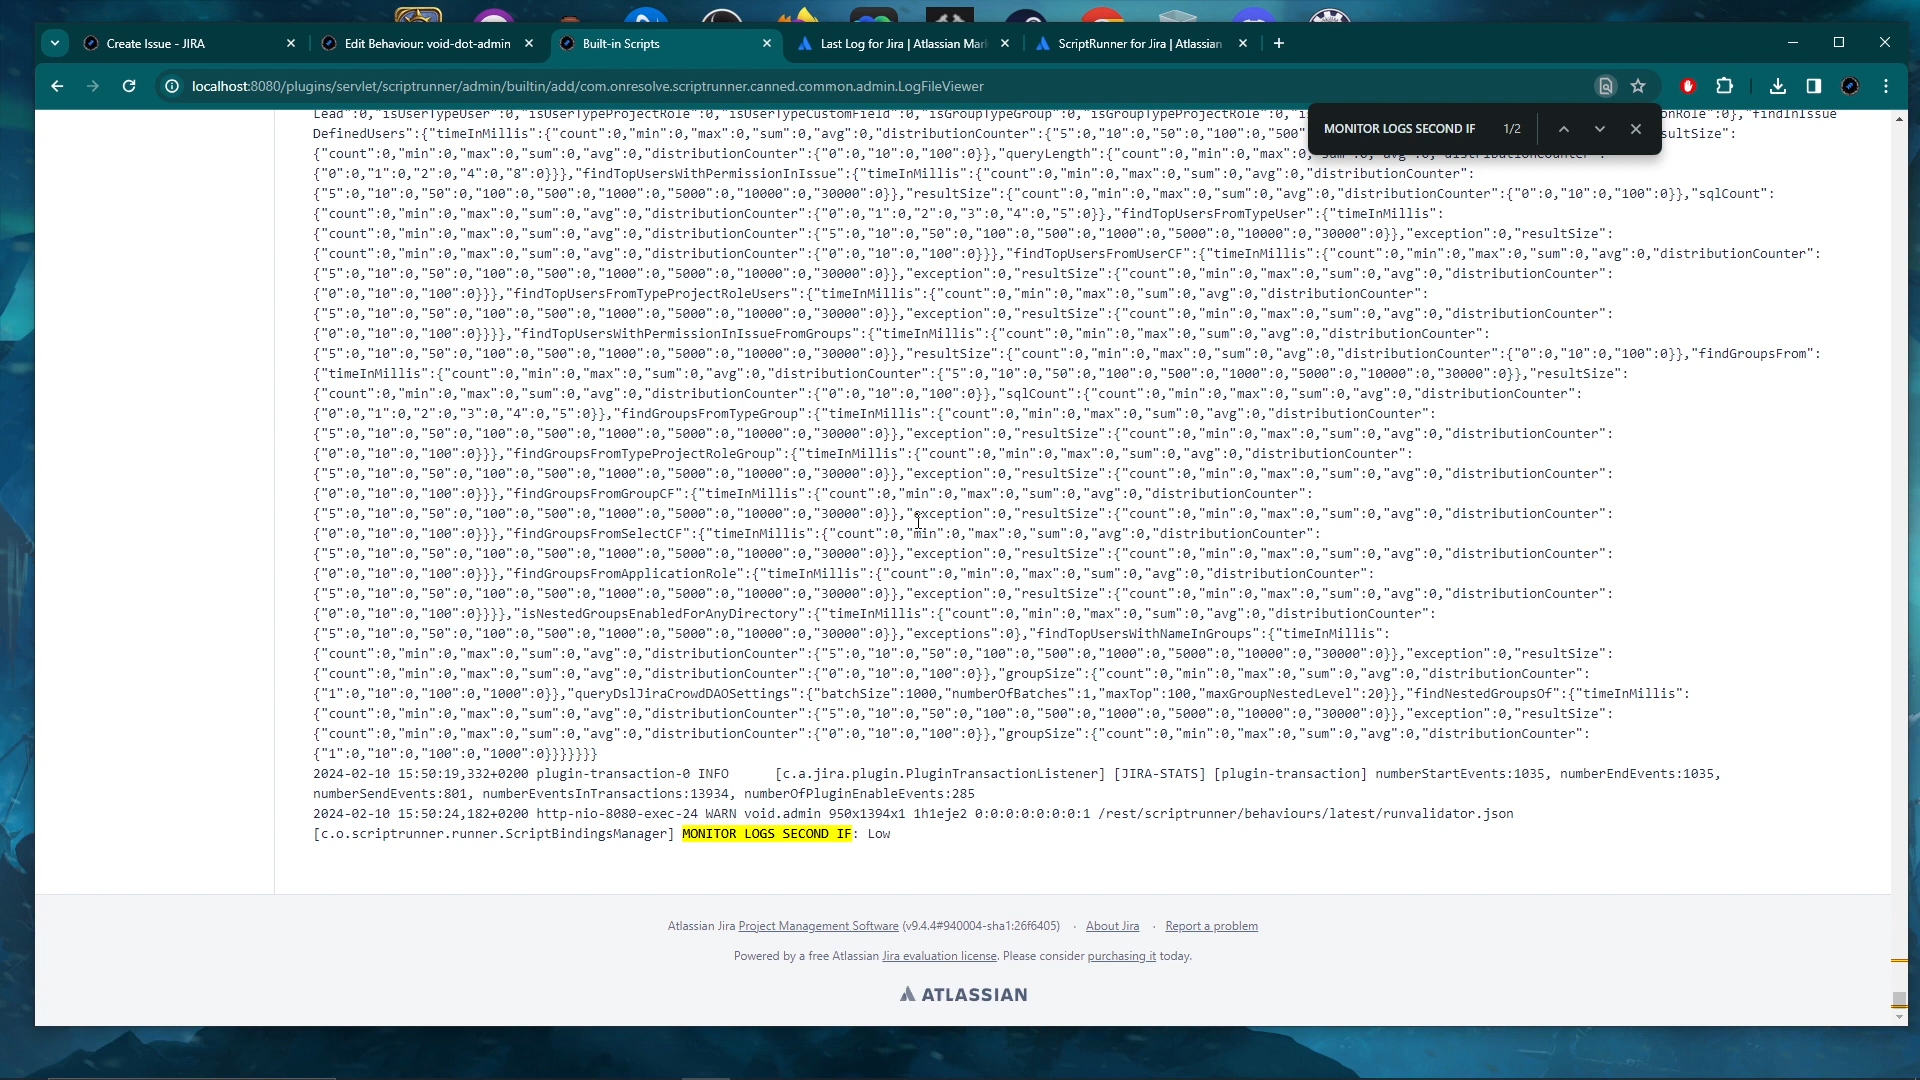 Create Issue - JIRA
Edit Behaviour: void-dot-admin
Built-in Scripts
Last Log for Jira | Atlassian Mar
ScriptRunner for Jira | Atlassian
localhost:8080/plugins/servlet/scriptrunner/admin/builtin/add/com.onresolve.scriptrunner.canned.common.admin.LogFileViewer
MONITOR LOGS SECOND IF 1/2
Lead":0,"isUserTypeUser":0,"isUserTypeProjectRole":0,"isUserTypeCustomField":0,"isGroupTypeGroup":0,"isGroupTypeProjectRole":0,"is onRole":0},"findInIssue
DefinedUsers":{"timeInMillis":{"count":0,"min":0,"max":0,"sum":0,"avg":0,"distributionCounter":{"5":0,"10":0,"50":0,"100":0,"500" sultSize":
{"count":0,"min":0,"max":0,"sum":0,"avg":0,"distributionCounter":{"0":0,"10":0,"100":0}},"queryLength":{"count":0,"min":0,"max":0,"sum":0,"avg":0,"distributionCounter":
{"0":0,"1":0,"2":0,"4":0,"8":0}}},"findTopUsersWithPermissionInIssue":{"timeInMillis":{"count":0,"min":0,"max":0,"sum":0,"avg":0,"distributionCounter":
{"5":0,"10":0,"50":0,"100":0,"500":0,"1000":0,"5000":0,"10000":0,"30000":0}},"resultSize":{"count":0,"min":0,"max":0,"sum":0,"avg":0,"distributionCounter":{"0":0,"10":0,"100":0}},"sqlCount":
{"count":0,"min":0,"max":0,"sum":0,"avg":0,"distributionCounter":{"0":0,"1":0,"2":0,"3":0,"4":0,"5":0}},"findTopUsersFromTypeUser":{"timeInMillis":
{"count":0,"min":0,"max":0,"sum":0,"avg":0,"distributionCounter":{"5":0,"10":0,"50":0,"100":0,"500":0,"1000":0,"5000":0,"10000":0,"30000":0}},"exception":0,"resultSize":
{"count":0,"min":0,"max":0,"sum":0,"avg":0,"distributionCounter":{"0":0,"10":0,"100":0}}},"findTopUsersFromUserCF":{"timeInMillis":{"count":0,"min":0,"max":0,"sum":0,"avg":0,"distributionCounter":
{"5":0,"10":0,"50":0,"100":0,"500":0,"1000":0,"5000":0,"10000":0,"30000":0}},"exception":0,"resultSize":{"count":0,"min":0,"max":0,"sum":0,"avg":0,"distributionCounter":
{"0":0,"10":0,"100":0}}},"findTopUsersFromTypeProjectRoleUsers":{"timeInMillis":{"count":0,"min":0,"max":0,"sum":0,"avg":0,"distributionCounter":
{"5":0,"10":0,"50":0,"100":0,"500":0,"1000":0,"5000":0,"10000":0,"30000":0}},"exception":0,"resultSize":{"count":0,"min":0,"max":0,"sum":0,"avg":0,"distributionCounter":
{"0":0,"10":0,"100":0}}}},"findTopUsersWithPermissionInIssueFromGroups":{"timeInMillis":{"count":0,"min":0,"max":0,"sum":0,"avg":0,"distributionCounter":
{"5":0,"10":0,"50":0,"100":0,"500":0,"1000":0,"5000":0,"10000":0,"30000":0}},"resultSize":{"count":0,"min":0,"max":0,"sum":0,"avg":0,"distributionCounter":{"0":0,"10":0,"100":0}},"findGroupsFrom":
{"timeInMillis":{"count":0,"min":0,"max":0,"sum":0,"avg":0,"distributionCounter":{"5":0,"10":0,"50":0,"100":0,"500":0,"1000":0,"5000":0,"10000":0,"30000":0}},"resultSize":
{"count":0,"min":0,"max":0,"sum":0,"avg":0,"distributionCounter":{"0":0,"10":0,"100":0}},"sqlCount":{"count":0,"min":0,"max":0,"sum":0,"avg":0,"distributionCounter":
{"0":0,"1":0,"2":0,"3":0,"4":0,"5":0}},"findGroupsFromTypeGroup":{"timeInMillis":{"count":0,"min":0,"max":0,"sum":0,"avg":0,"distributionCounter":
{"5":0,"10":0,"50":0,"100":0,"500":0,"1000":0,"5000":0,"10000":0,"30000":0}},"exception":0,"resultSize":{"count":0,"min":0,"max":0,"sum":0,"avg":0,"distributionCounter":
{"0":0,"10":0,"100":0}}},"findGroupsFromTypeProjectRoleGroup":{"timeInMillis":{"count":0,"min":0,"max":0,"sum":0,"avg":0,"distributionCounter":
{"5":0,"10":0,"50":0,"100":0,"500":0,"1000":0,"5000":0,"10000":0,"30000":0}},"exception":0,"resultSize":{"count":0,"min":0,"max":0,"sum":0,"avg":0,"distributionCounter":
{"0":0,"10":0,"100":0}}},"findGroupsFromGroupCF":{"timeInMillis":{"count":0,"min":0,"max":0,"sum":0,"avg":0,"distributionCounter":
{"5":0,"10":0,"50":0,"100":0,"500":0,"1000":0,"5000":0,"10000":0,"30000":0}},"exception":0,"resultSize":{"count":0,"min":0,"max":0,"sum":0,"avg":0,"distributionCounter":
{"0":0,"10":0,"100":0}}},"findGroupsFromSelectCF":{"timeInMillis":{"count":0,"min":0,"max":0,"sum":0,"avg":0,"distributionCounter":
{"5":0,"10":0,"50":0,"100":0,"500":0,"1000":0,"5000":0,"10000":0,"30000":0}},"exception":0,"resultSize":{"count":0,"min":0,"max":0,"sum":0,"avg":0,"distributionCounter":
{"0":0,"10":0,"100":0}}},"findGroupsFromApplicationRole":{"timeInMillis":{"count":0,"min":0,"max":0,"sum":0,"avg":0,"distributionCounter":
{"5":0,"10":0,"50":0,"100":0,"500":0,"1000":0,"5000":0,"10000":0,"30000":0}},"exception":0,"resultSize":{"count":0,"min":0,"max":0,"sum":0,"avg":0,"distributionCounter":
{"0":0,"10":0,"100":0}}}},"isNestedGroupsEnabledForAnyDirectory":{"timeInMillis":{"count":0,"min":0,"max":0,"sum":0,"avg":0,"distributionCounter":
{"5":0,"10":0,"50":0,"100":0,"500":0,"1000":0,"5000":0,"10000":0,"30000":0}},"exceptions":0},"findTopUsersWithNameInGroups":{"timeInMillis":
{"count":0,"min":0,"max":0,"sum":0,"avg":0,"distributionCounter":{"5":0,"10":0,"50":0,"100":0,"500":0,"1000":0,"5000":0,"10000":0,"30000":0}},"exception":0,"resultSize":
{"count":0,"min":0,"max":0,"sum":0,"avg":0,"distributionCounter":{"0":0,"10":0,"100":0}},"groupSize":{"count":0,"min":0,"max":0,"sum":0,"avg":0,"distributionCounter":
{"1":0,"10":0,"100":0,"1000":0}},"queryDslJiraCrowdDAOSettings":{"batchSize":1000,"numberOfBatches":1,"maxTop":100,"maxGroupNestedLevel":20}},"findNestedGroupsOf":{"timeInMillis":
{"count":0,"min":0,"max":0,"sum":0,"avg":0,"distributionCounter":{"5":0,"10":0,"50":0,"100":0,"500":0,"1000":0,"5000":0,"10000":0,"30000":0}},"exception":0,"resultSize":
{"count":0,"min":0,"max":0,"sum":0,"avg":0,"distributionCounter":{"0":0,"10":0,"100":0}},"groupSize":{"count":0,"min":0,"max":0,"sum":0,"avg":0,"distributionCounter":
{"1":0,"10":0,"100":0,"1000":0}}}}}}}
2024-02-10 15:50:19,332+0200 plugin-transaction-0 INFO [c.a.jira.plugin.PluginTransactionListener] [JIRA-STATS] [plugin-transaction] numberStartEvents:1035, numberEndEvents:1035,
numberSendEvents:801, numberEventsInTransactions:13934, numberOfPluginEnableEvents:285
2024-02-10 15:50:24,182+0200 http-nio-8080-exec-24 WARN void.admin 950x1394x1 1h1eje2 0:0:0:0:0:0:0:1 /rest/scriptrunner/behaviours/latest/runvalidator.json
[c.o.scriptrunner.runner.ScriptBindingsManager] MONITOR LOGS SECOND IF: Low
Atlassian Jira Project Management Software (v9.4.4#940004-sha1:26f6405) · About Jira · Report a problem
Powered by a free Atlassian Jira evaluation license. Please consider purchasing it today.
ATLASSIAN